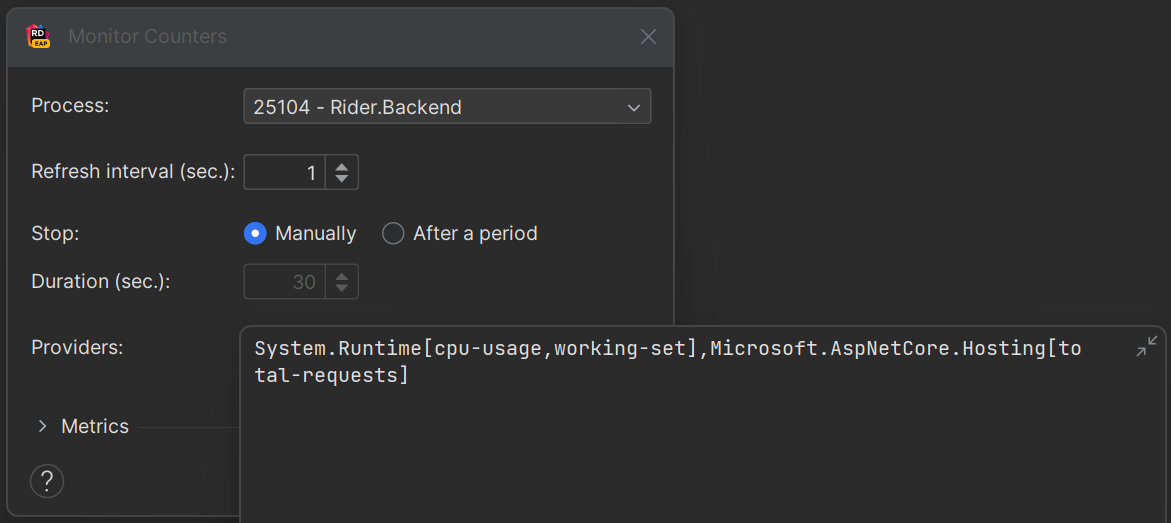 RD
EAP
Monitor Counters
Process:
25104 - Rider.Backend
Refresh interval (sec.):
1
Stop:
Manually
After a period
Duration (sec.):
30
Providers:
System.Runtime[cpu-usage,working-set],Microsoft.AspNetCore.Hosting[to
tal-requests]
Metrics
?